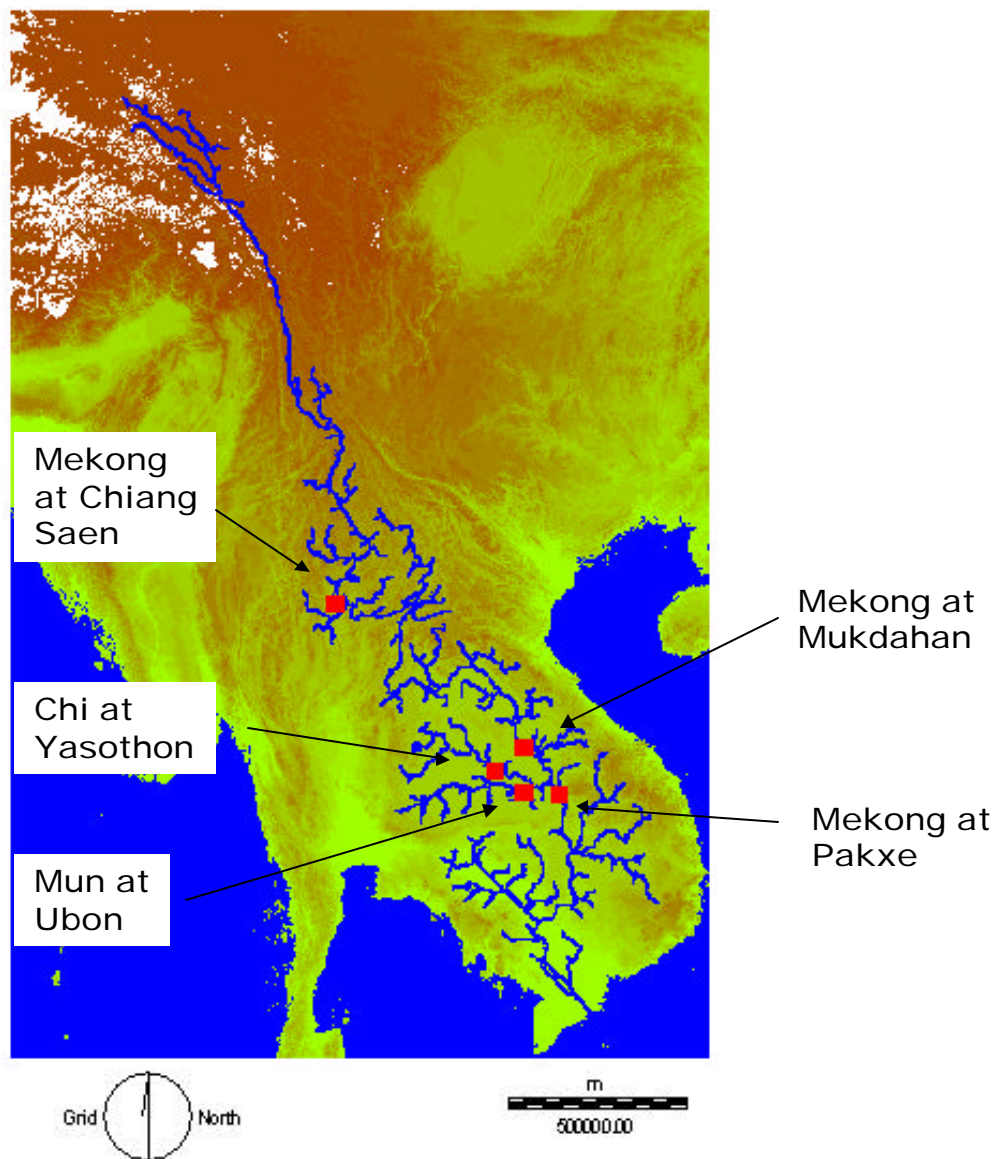 Mekong
at Chiang
Saen
Mekong at
Mukdahan
Chi at
Yasothon
Mekong at
Pakxe
Mun at
Ubon
Grid North
m
500000.00